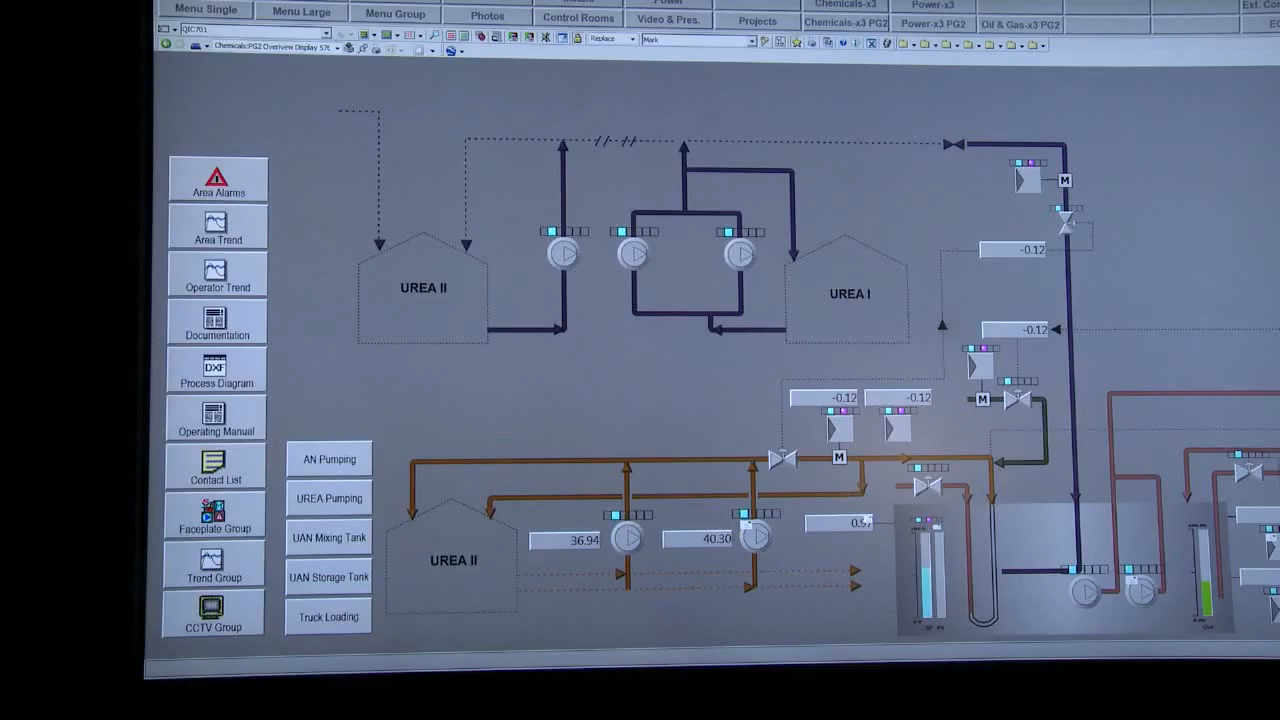 Chemicals-x3
Power-x3
Menu Single
Menu Large
Menu Group
Photos
Control Rooms
Video & Pres.
Projects
Chemicals-x3 PG2
Power-x3 PG2
Oil & Gas-x3 PG2
QIC701
Replace
Mark
Area Alarms
Area Trend
Operator Trend
Documentation
DXF
Process Diagram
Operating Manual
Contact List
Faceplate Group
Trend Group
CCTV Group
AN Pumping
UREA Pumping
UAN Mixing Tank
UAN Storage Tank
Truck Loading
UREA II
UREA I
M
-0.12
-0.12
M
-0.12
-0.12
M
UREA II
36.94
40.30
SP PV